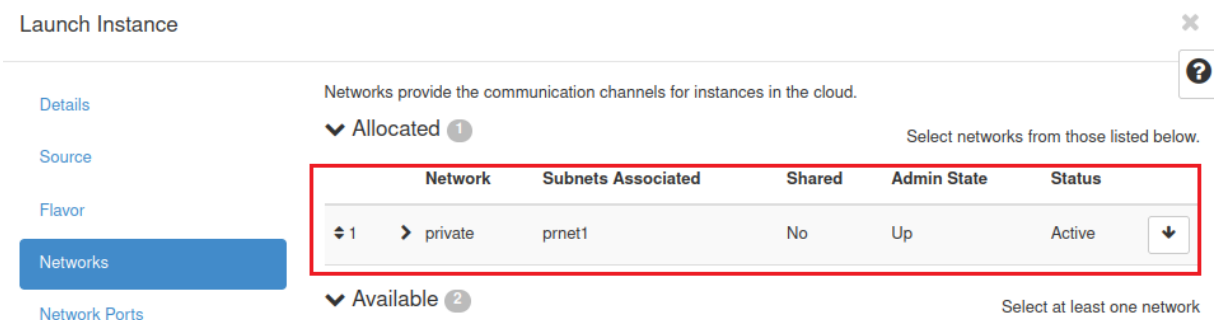 Launch Instance
Details
Source
Flavor
Networks
Network Ports
Networks provide the communication channels for instances in the cloud.
Allocated 1
Select networks from those listed below.
Network Subnets Associated Shared Admin State Status
1 private prnet1 No Up Active
Available 2
Select at least one network